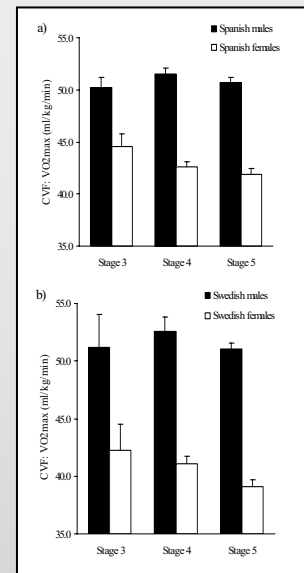 a)
Spanish males
Spanish females
55.0
50.0
45.0
40.0
35.0
CVF: VO2max (ml/kg/min)
Stage 3 Stage 4 Stage 5
b)
Swedish males
Swedish females
55.0
50.0
45.0
40.0
35.0
CVF: VO2max (ml/kg/min)
Stage 3 Stage 4 Stage 5